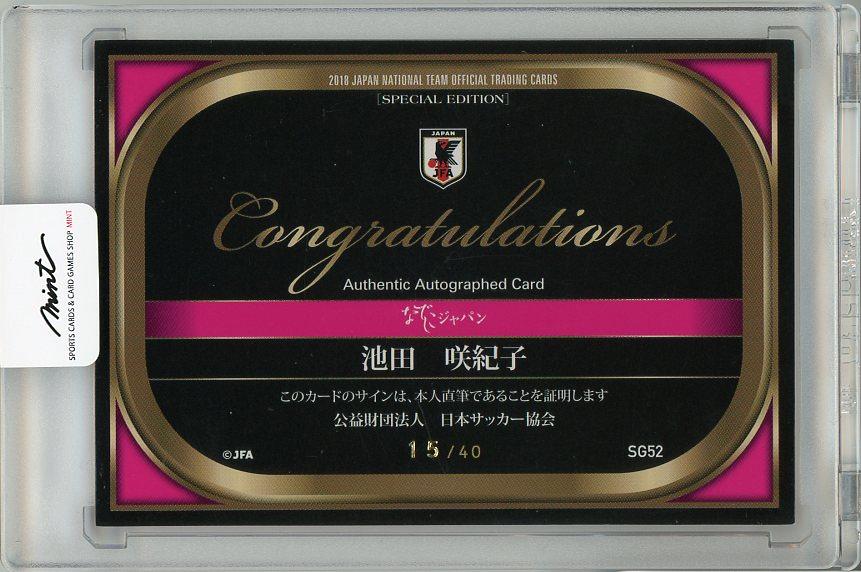 2018 JAPAN NATIONAL TEAM OFFICIAL TRADING CARDS
[SPECIAL EDITION]
JAPAN
JFA
Congratulations
Authentic Autographed Card
なでしこジャパン
池田 咲紀子
このカードのサインは、本人直筆であることを証明します
公益財団法人 日本サッカー協会
15/40
©JFA
SG52
mint
SPORTS CARDS & CARD GAMES SHOP MINT